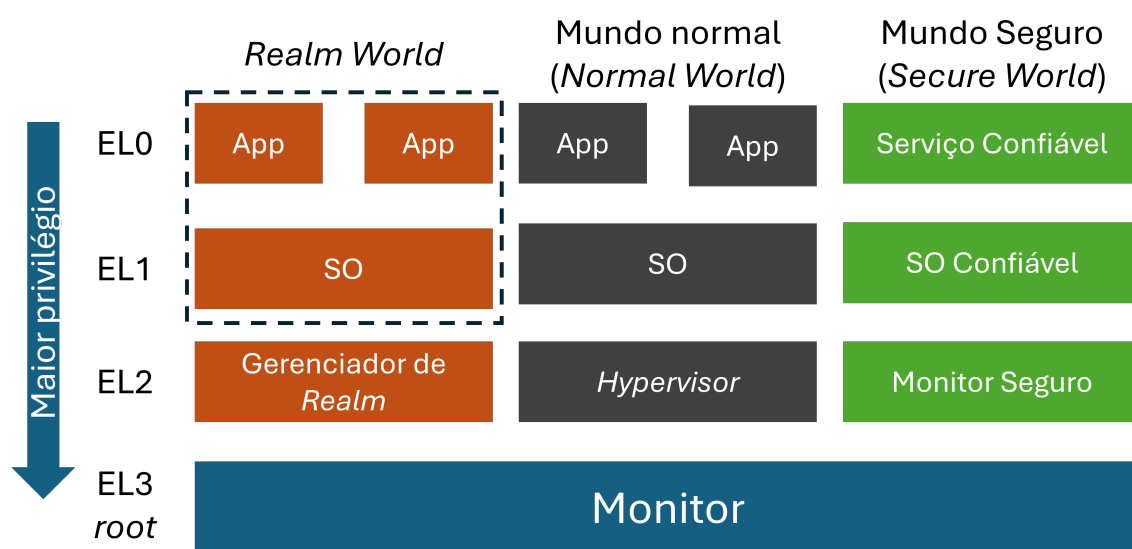 Realm World
Mundo normal
(Normal World)
Mundo Seguro
(Secure World)
Maior privilégio
EL0
App
App
App
App
Serviço Confiável
EL1
SO
SO
SO Confiável
EL2
Gerenciador de
Realm
Hypervisor
Monitor Seguro
EL3
root
Monitor